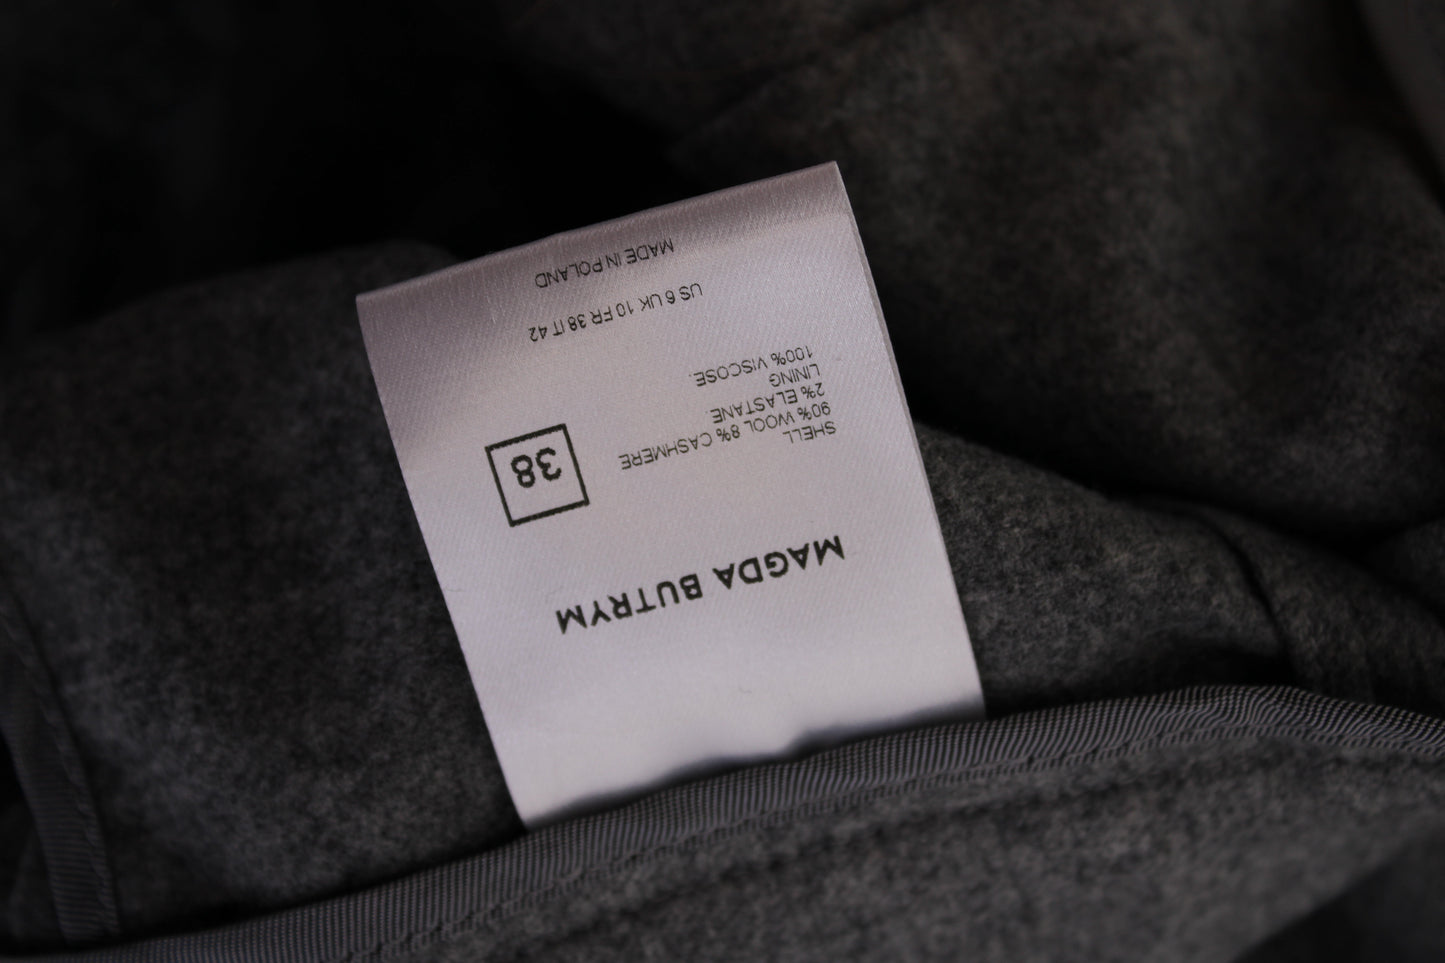 MAGDA BUTRYM
38
SHELL
90% WOOL 8% CASHMERE
2% ELASTANE
LINING
100% VISCOSE.
US 6 UK 10 FR 38 IT 42
MADE IN POLAND